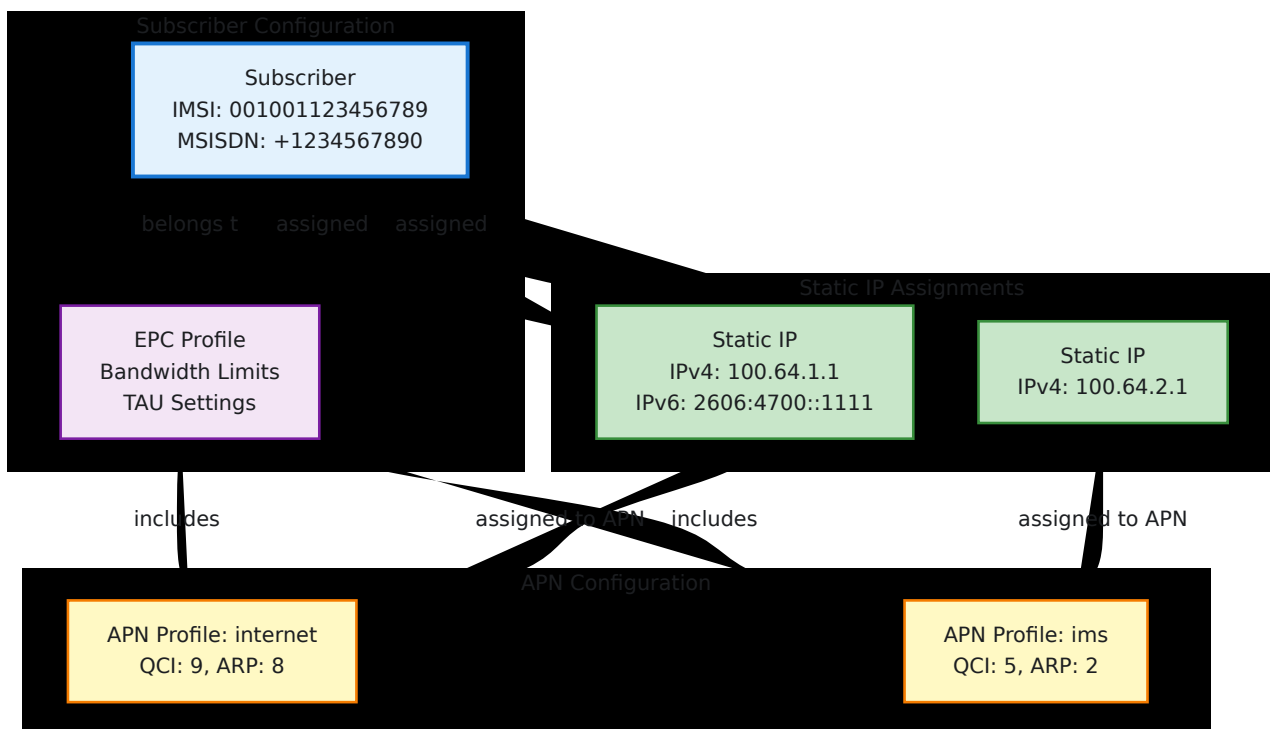 Subscriber Configuration
Subscriber
IMSI: 001001123456789
MSISDN: +1234567890
belongs t
assigned
assigned
Static IP Assignments
EPC Profile
Bandwidth Limits
TAU Settings
Static IP
IPv4: 100.64.1.1
IPv6: 2606:4700::1111
Static IP
IPv4: 100.64.2.1
includes
assigned to APN
includes
assigned to APN
APN Configuration
APN Profile: internet
QCI: 9, ARP: 8
APN Profile: ims
QCI: 5, ARP: 2